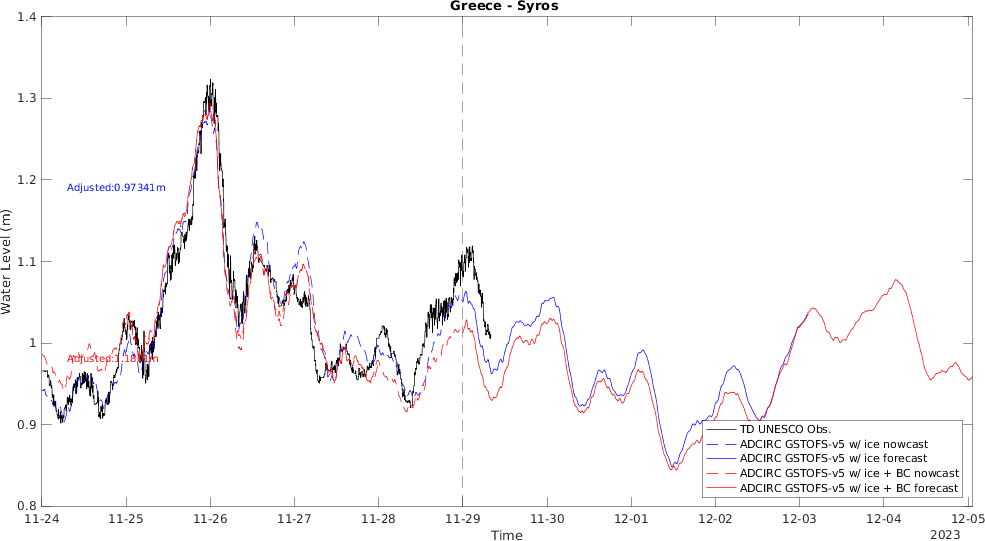 Greece - Syros
Water Level (m)
1.4
1.3
1.2
1.1
1
0.9
0.8
Adjusted:0.97341m
TD UNESCO Obs.
ADCIRC GSTOFS-v5 w/ ice nowcast
ADCIRC GSTOFS-v5 w/ ice forecast
ADCIRC GSTOFS-v5 w/ ice + BC nowcast
ADCIRC GSTOFS-v5 w/ ice + BC forecast
11-24 11-25 11-26 11-27 11-28 11-29 11-30 12-01 12-02 12-03 12-04 12-05
Time
2023